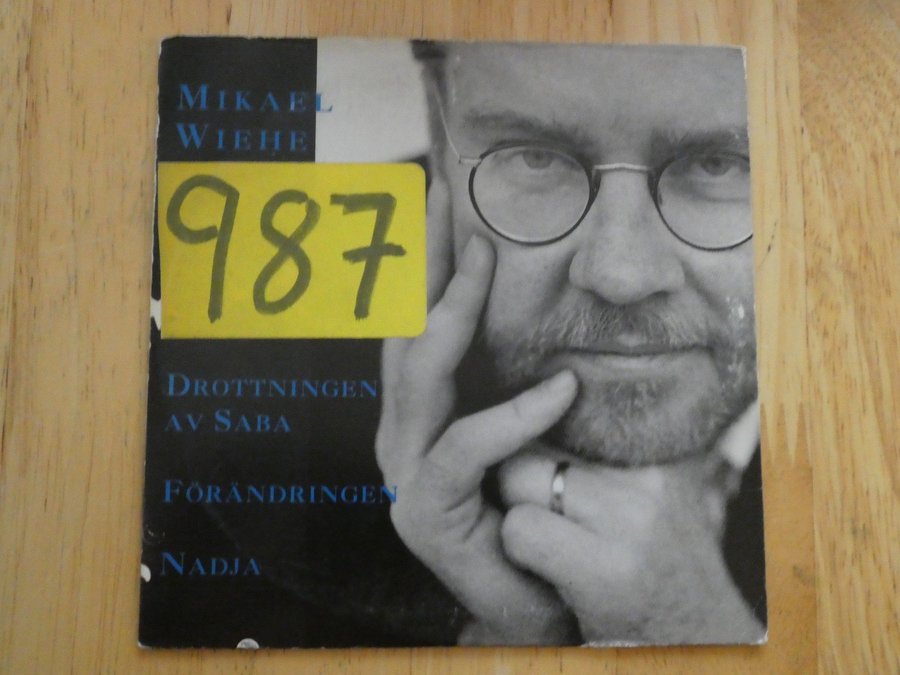 MIKAEL
WIEHE
987
DROTTNINGEN
AV SABA
FÖRÄNDRINGEN
NADJA